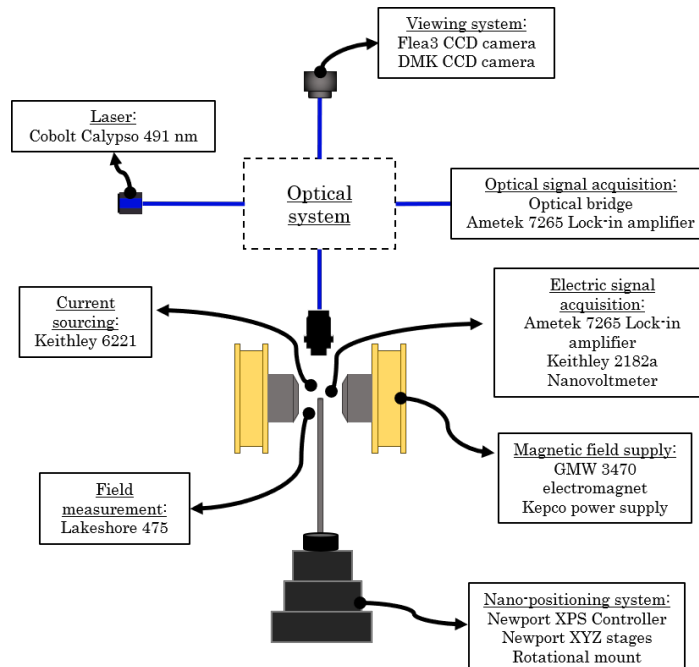 Viewing system:
Flea3 CCD camera
DMK CCD camera
Laser:
Cobolt Calypso 491 nm
Optical
system
Optical signal acquisition:
Optical bridge
Ametek 7265 Lock-in amplifier
Current
sourcing:
Keithley 6221
Electric signal
acquisition:
Ametek 7265 Lock-in
amplifier
Keithley 2182a
Nanovoltmeter
Field
measurement:
Lakeshore 475
Magnetic field supply:
GMW 3470
electromagnet
Kepco power supply
Nano-positioning system:
Newport XPS Controller
Newport XYZ stages
Rotational mount